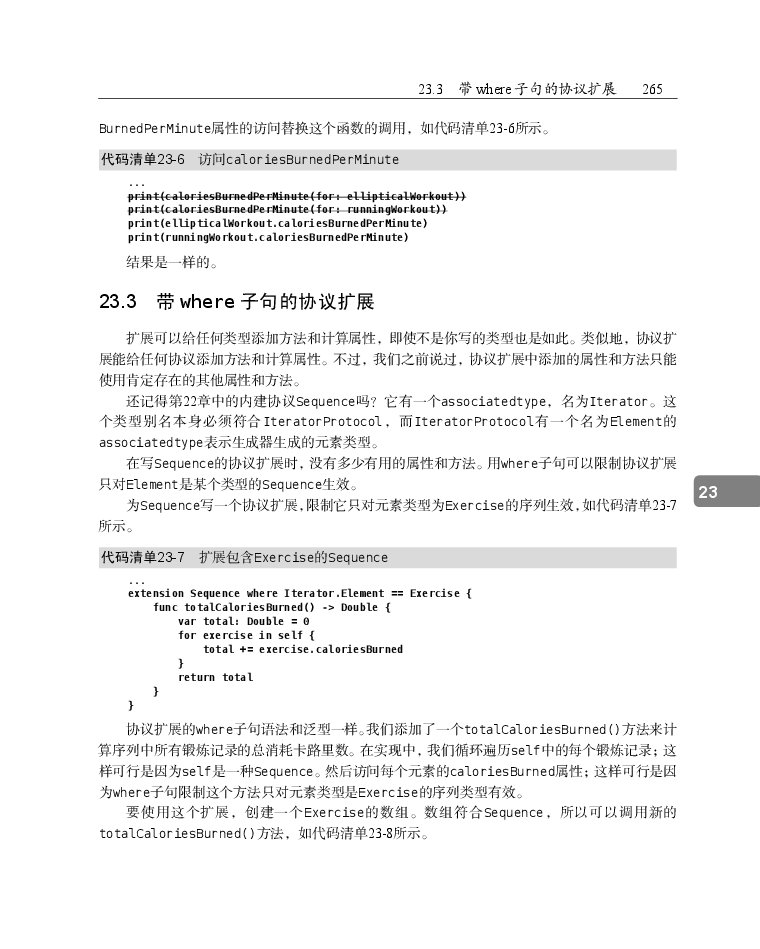 23.3 带 where 子句的协议扩展 265
BurnedPerMinute属性的访问替换这个函数的调用，如代码清单23-6所示。
代码清单23-6 访问caloriesBurnedPerMinute
...
print(caloriesBurnedPerMinute(for: ellipticalWorkout))
print(caloriesBurnedPerMinute(for: runningWorkout))
print(ellipticalWorkout.caloriesBurnedPerMinute)
print(runningWorkout.caloriesBurnedPerMinute)
结果是一样的。
23.3 带 where 子句的协议扩展
扩展可以给任何类型添加方法和计算属性，即使不是你写的类型也是如此。类似地，协议扩
展能给任何协议添加方法和计算属性。不过，我们之前说过，协议扩展中添加的属性和方法只能
使用肯定存在的其他属性和方法。
还记得第22章中的内建协议Sequence吗？它有一个associatedtype，名为Iterator。这
个类型别名本身必须符合IteratorProtocol，而IteratorProtocol有一个名为Element的
associatedtype表示生成器生成的元素类型。
在写Sequence的协议扩展时，没有多少有用的属性和方法。用where子句可以限制协议扩展
只对Element是某个类型的Sequence生效。
为Sequence写一个协议扩展，限制它只对元素类型为Exercise的序列生效，如代码清单23-7
所示。
23
代码清单23-7 扩展包含Exercise的Sequence
...
extension Sequence where Iterator.Element == Exercise {
    func totalCaloriesBurned() -> Double {
        var total: Double = 0
        for exercise in self {
            total += exercise.caloriesBurned
        }
        return total
    }
}
协议扩展的where子句语法和泛型一样。我们添加了一个totalCaloriesBurned()方法来计
算序列中所有锻炼记录的总消耗卡路里数。在实现中，我们循环遍历self中的每个锻炼记录；这
样可行是因为self是一种Sequence。然后访问每个元素的caloriesBurned属性；这样可行是因
为where子句限制这个方法只对元素类型是Exercise的序列类型有效。
要使用这个扩展，创建一个Exercise的数组。数组符合Sequence，所以可以调用新的
totalCaloriesBurned()方法，如代码清单23-8所示。